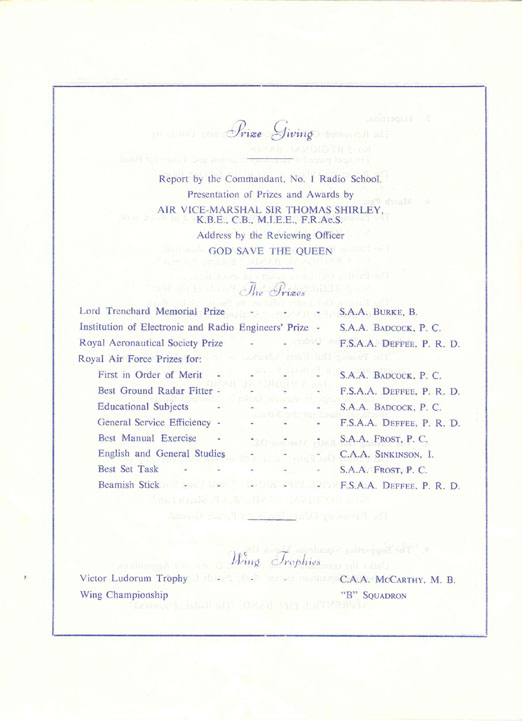 Prize Giving
Report by the Commandant, No. 1 Radio School.
Presentation of Prizes and Awards by
AIR VICE-MARSHAL SIR THOMAS SHIRLEY,
K.B.E., C.B., M.I.E.E., F.R.Ae.S.
Address by the Reviewing Officer
GOD SAVE THE QUEEN
The Prizes
Lord Trenchard Memorial Prize - - S.A.A. BURKE, B.
Institution of Electronic and Radio Engineers' Prize - S.A.A. BADCOCK, P. C.
Royal Aeronautical Society Prize - - - F.S.A.A. DEFFEE, P. R. D.
Royal Air Force Prizes for:
First in Order of Merit - - - - S.A.A. BADCOCK, P. C.
Best Ground Radar Fitter - - - - F.S.A.A. DEFFEE, P. R. D.
Educational Subjects - - - - S.A.A. BADCOCK, P. C.
General Service Efficiency - - - - F.S.A.A. DEFFEE, P. R. D.
Best Manual Exercise - - - - S.A.A. FROST, P. C.
English and General Studies - - - C.A.A. SINKINSON, I.
Best Set Task - - - - - S.A.A. FROST, P. C.
Beamish Stick - - - - - F.S.A.A. DEFFEE, P. R. D.
Wing Trophies
Victor Ludorum Trophy - - C.A.A. MCCARTHY, M. B.
Wing Championship "B" SQUADRON